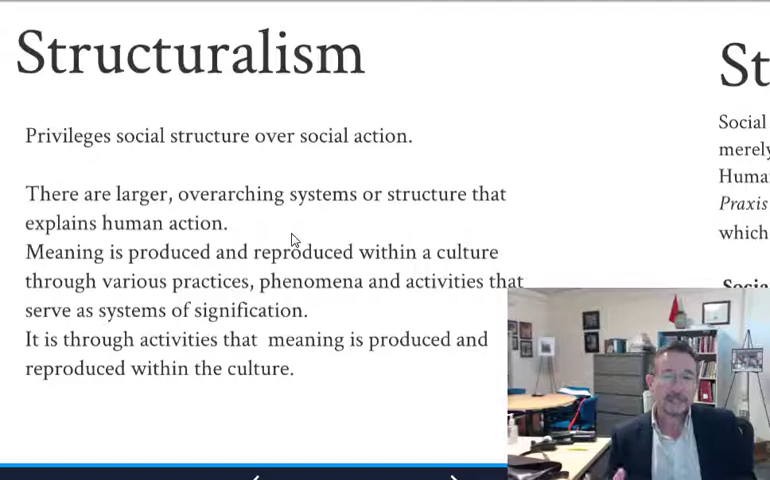 Structuralism
Privileges social structure over social action.
There are larger, overarching systems or structure that
explains human action.
Meaning is produced and reproduced within a culture
through various practices, phenomena and activities that
serve as systems of signification.
It is through activities that  meaning is produced and
reproduced within the culture.
St
Social
merely
Huma
Praxis
which